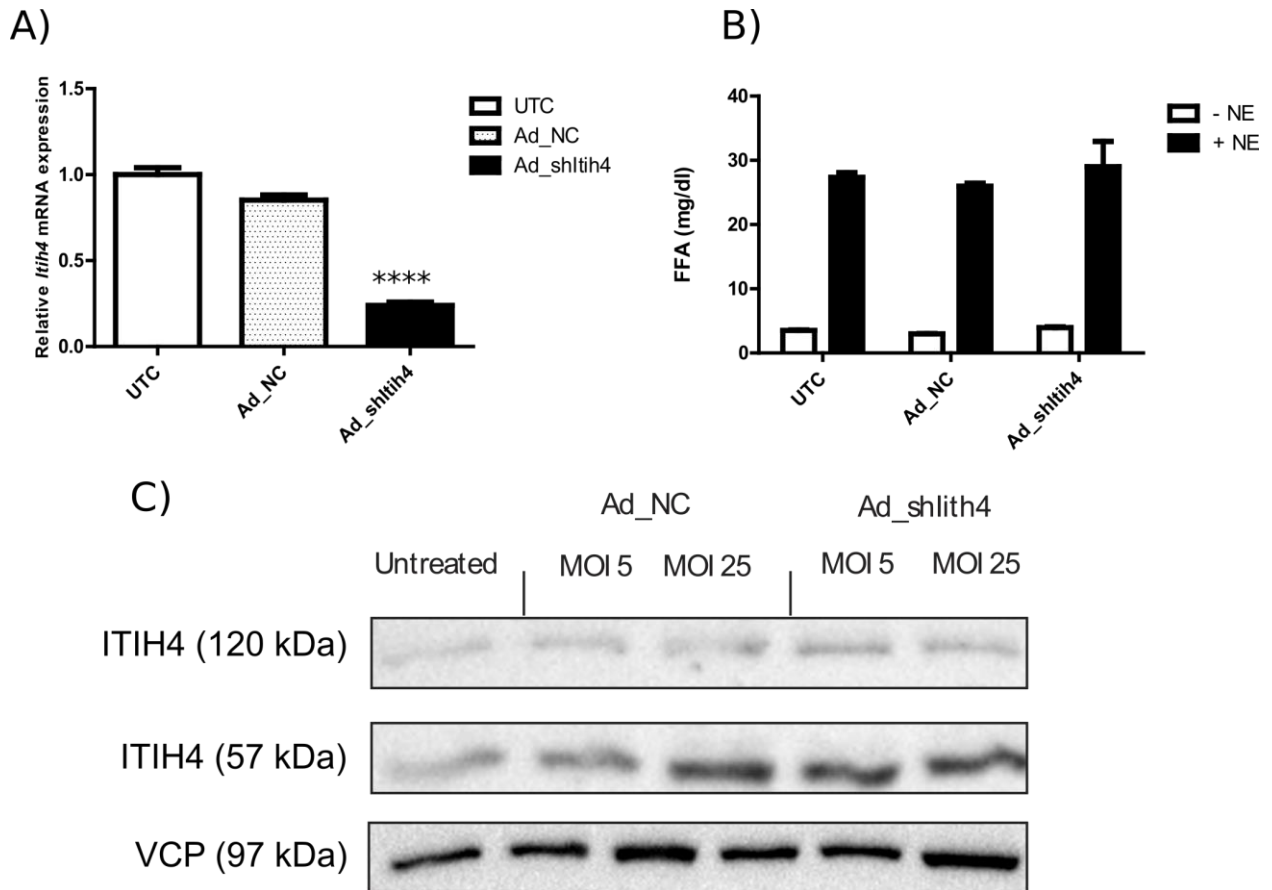 A)
Relative Itih4 mRNA expression
1.5
1.0
0.5
0.0
****
UTC
Ad_NC
Ad_shItih4
UTC
Ad_NC
Ad_shItih4
B)
FFA (mg/dl)
40
30
20
10
0
UTC
Ad_NC
Ad_shItih4
- NE
+ NE
C)
Ad_NC Ad_shIith4
Untreated MOI 5 MOI 25 MOI 5 MOI 25
ITIH4 (120 kDa)
ITIH4 (57 kDa)
VCP (97 kDa)